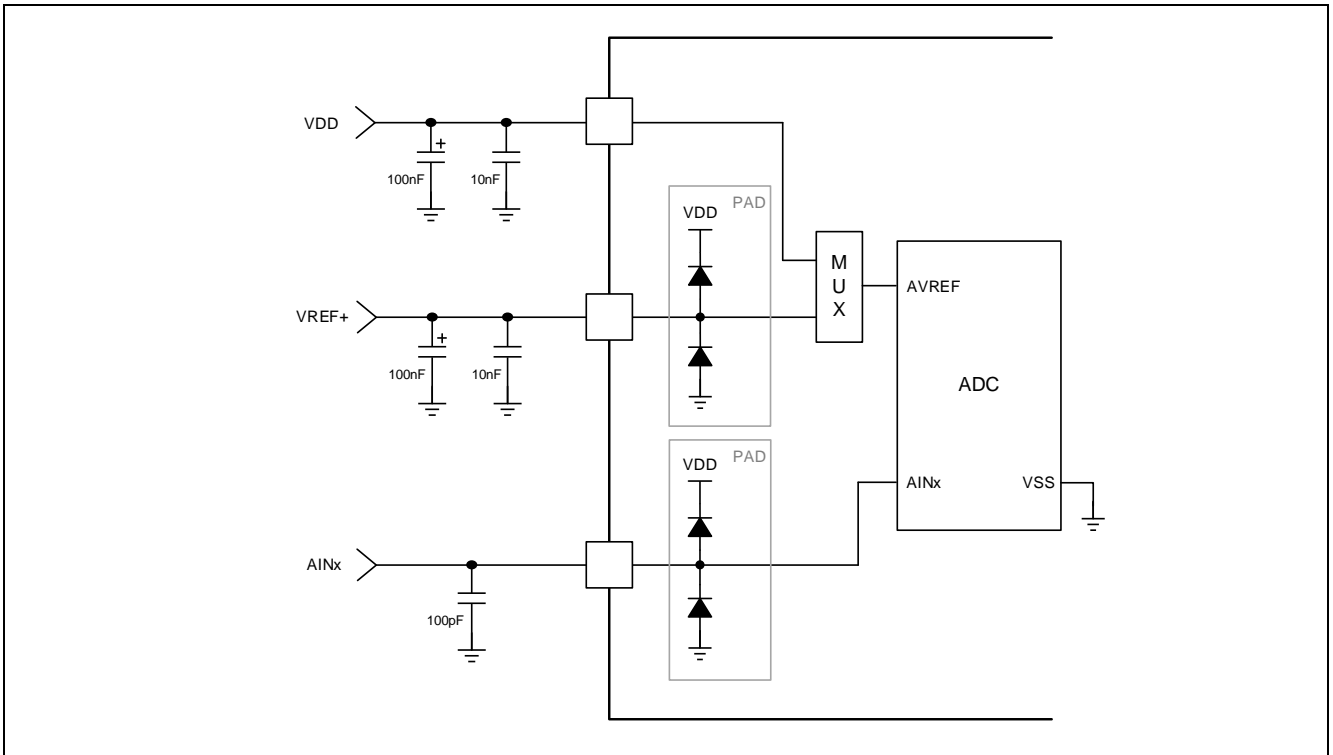 VDD
+
100nF
10nF
PAD
VDD
M
U
X
AVREF
VREF+
+
100nF
10nF
ADC
PAD
VDD
AINx
VSS
AINx
100pF